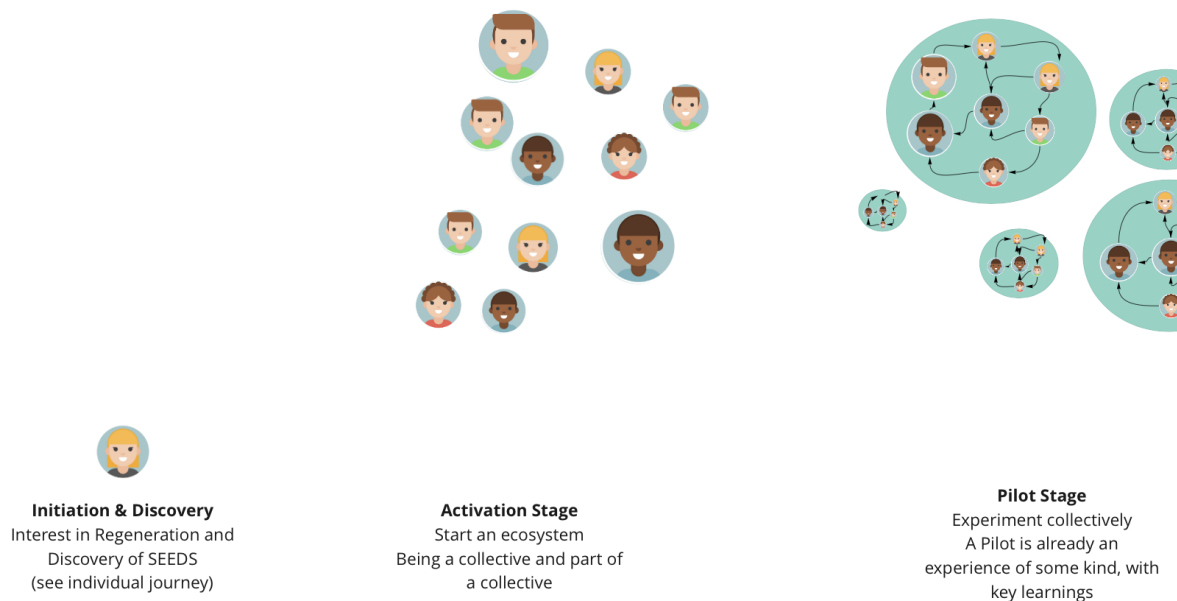 Initiation & Discovery
Interest in Regeneration and
Discovery of SEEDS
(see individual journey)
Activation Stage
Start an ecosystem
Being a collective and part of
a collective
Pilot Stage
Experiment collectively
A Pilot is already an
experience of some kind, with
key learnings